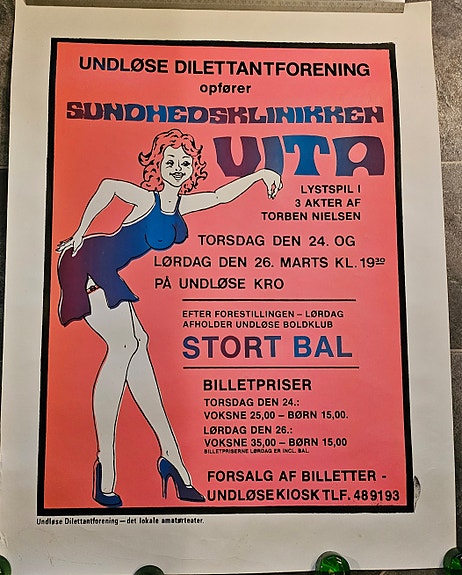 UNDLØSE DILETTANTFORENING
opfører
SUNDHEDSKLINIKKEN
VITA
LYSTSPIL I
3 AKTER AF
TORBEN NIELSEN
TORSDAG DEN 24. OG
LØRDAG DEN 26. MARTS KL. 19³⁰
PÅ UNDLØSE KRO
EFTER FORESTILLINGEN – LØRDAG
AFHOLDER UNDLØSE BOLDKLUB
STORT BAL
BILLETPRISER
TORSDAG DEN 24.:
VOKSNE 25,00 – BØRN 15,00.
LØRDAG DEN 26.:
VOKSNE 35,00 – BØRN 15,00
BILLETPRISERNE LØRDAG ER INCL. BAL
FORSALG AF BILLETTER -
UNDLØSE KIOSK TLF. 489193
Undløse Dilettantforening — det lokale amatørteater.